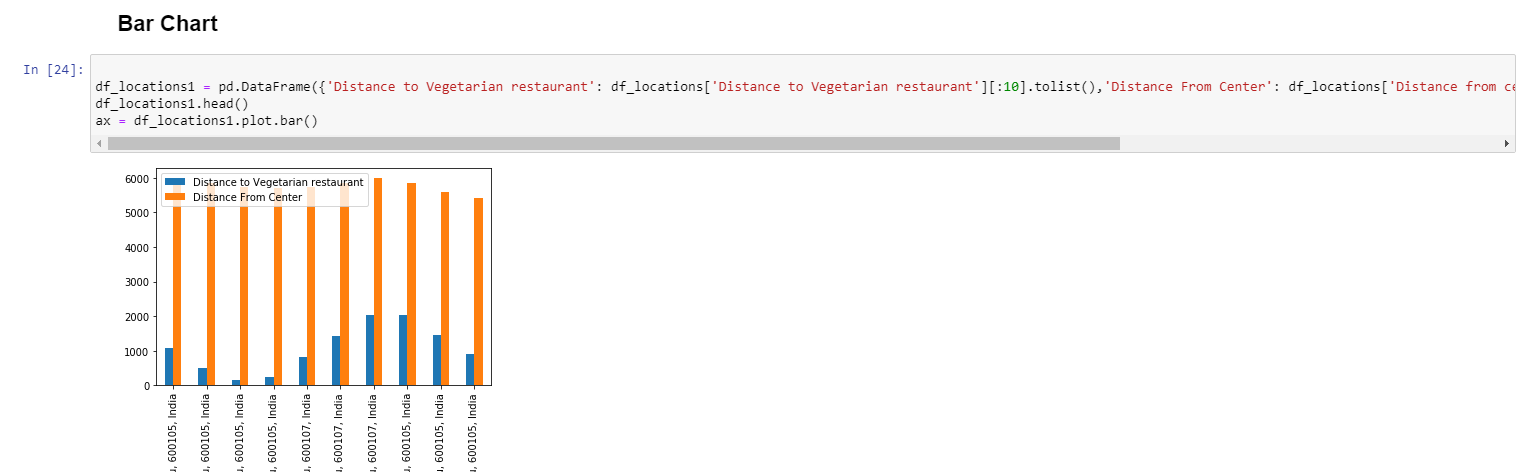 Bar Chart
In [24]:
df_locations1 = pd.DataFrame({'Distance to Vegetarian restaurant': df_locations['Distance to Vegetarian restaurant'][:10].tolist(),'Distance From Center': df_locations['Distance from ce
df_locations1.head()
ax = df_locations1.plot.bar()
Distance to Vegetarian restaurant
Distance From Center
6000
5000
4000
3000
2000
1000
0
u, 600105, India
u, 600105, India
u, 600105, India
u, 600105, India
u, 600107, India
u, 600107, India
u, 600107, India
u, 600105, India
u, 600105, India
u, 600105, India